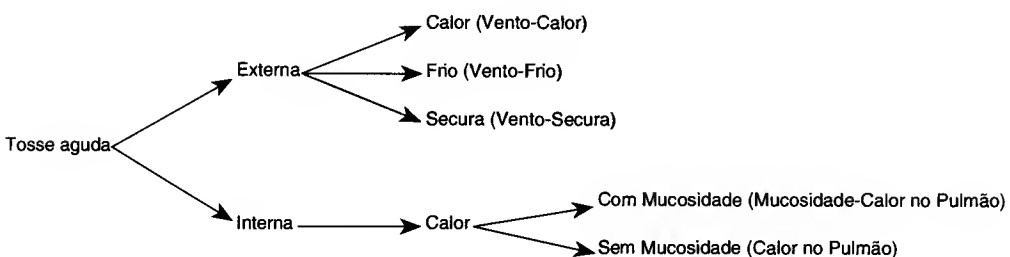 Calor (Vento-Calor)
Externa
Frio (Vento-Frio)
Secura (Vento-Secura)
Tosse aguda
Com Mucosidade (Mucosidade-Calor no Pulmão)
Interna
Calor
Sem Mucosidade (Calor no Pulmão)